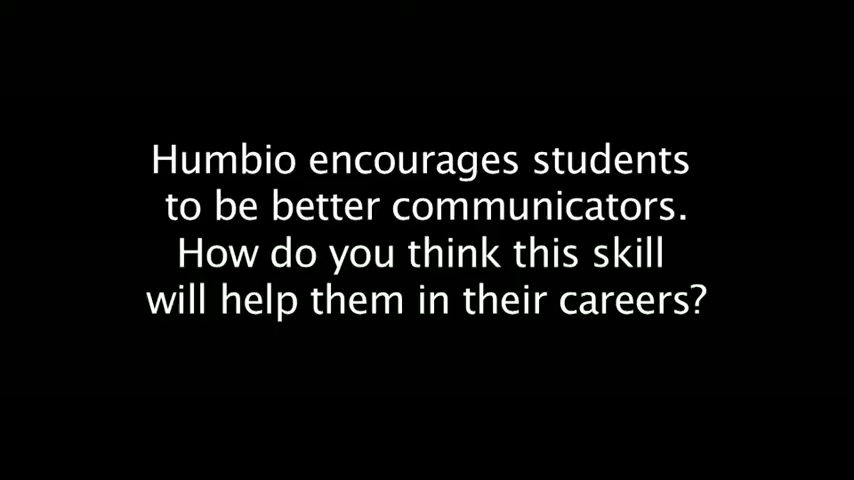 Humbio encourages students
to be better communicators.
How do you think this skill
will help them in their careers?